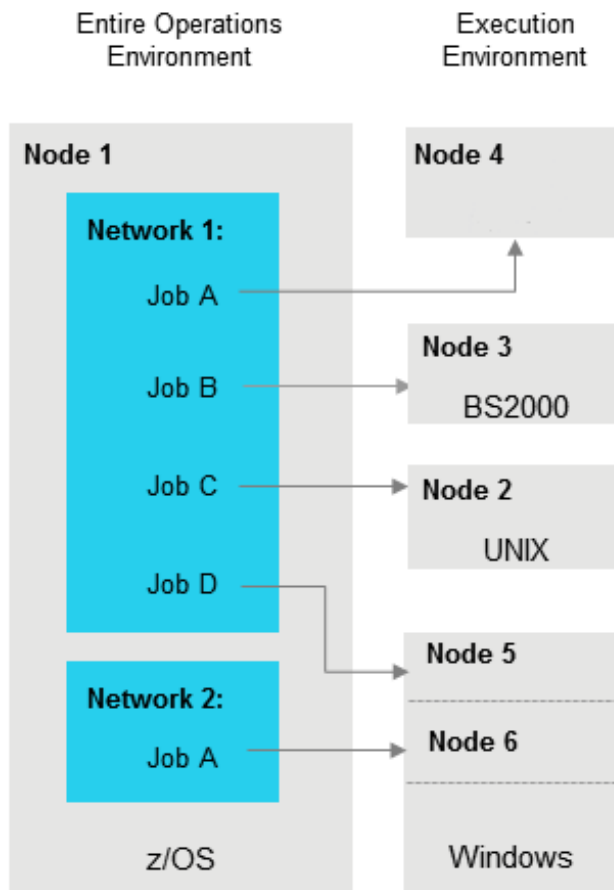 Entire Operations
Environment
Execution
Environment
Node 1
Network 1:
Job A
Job B
Job C
Job D
Network 2:
Job A
z/OS
Node 4
Node 3
BS2000
Node 2
UNIX
Node 5
Node 6
Windows